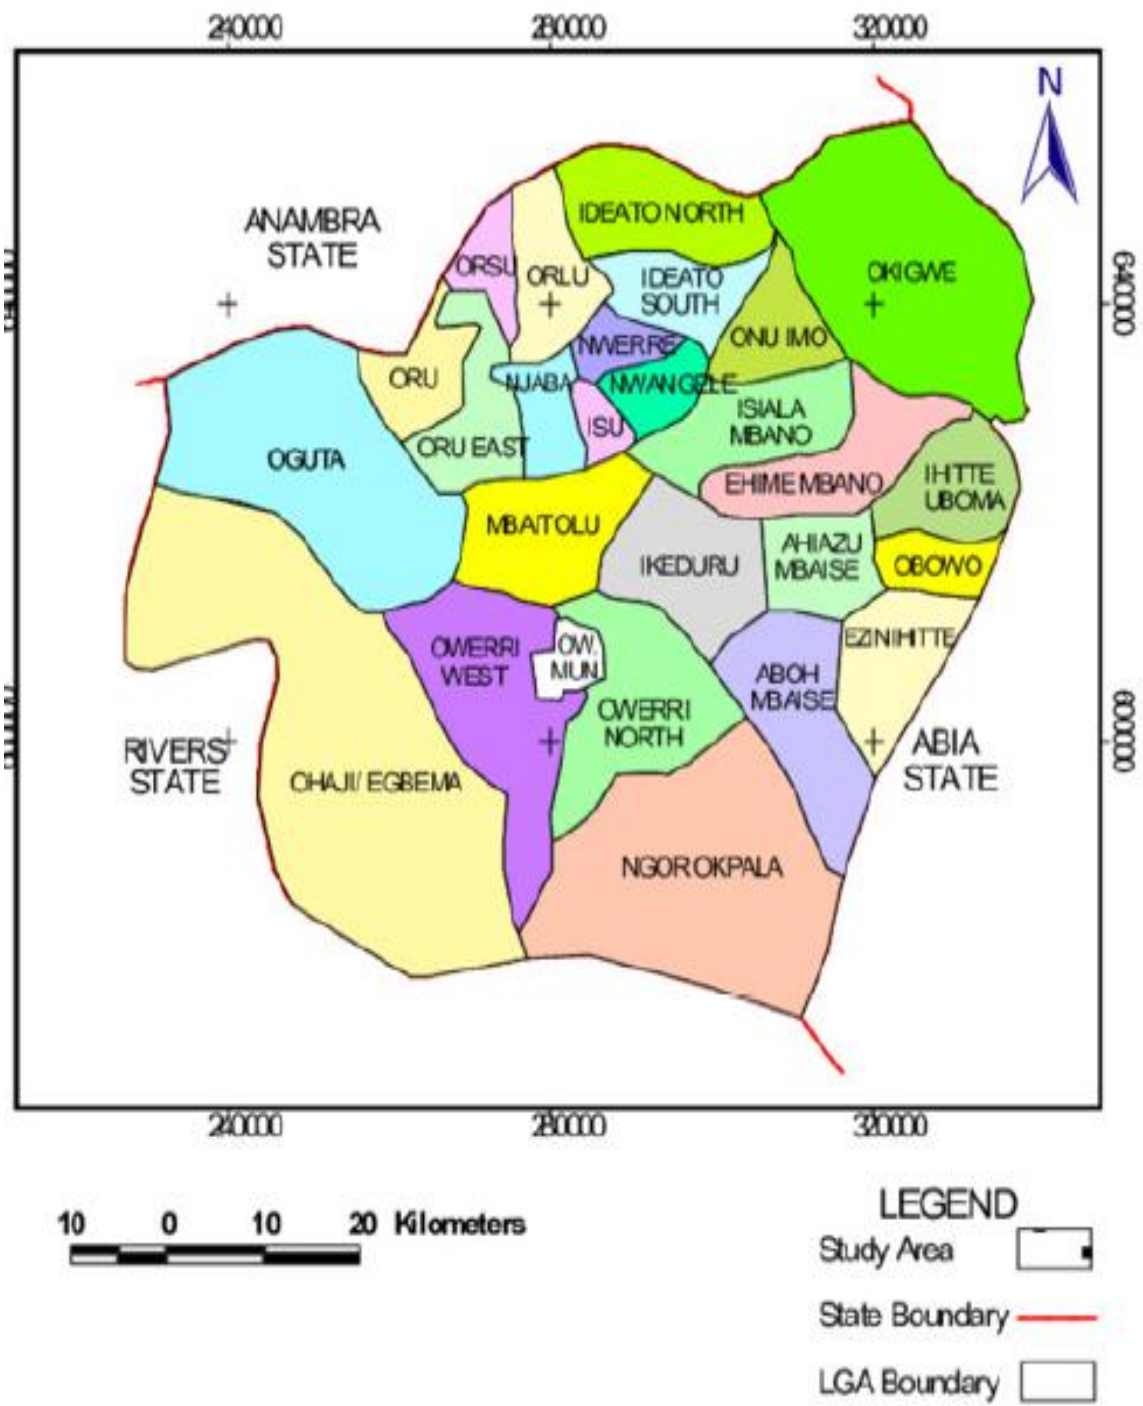 240000 280000 320000
N
ANAMBRA
STATE
IDEATO NORTH
ORSU
ORLU
IDEATO
SOUTH
OKIGWE
640000
NWERRE
ONU IMO
ORU
NJABA
NWANGELE
ISU
ISIALA
MBANO
ORU EAST
OGUTA
EHIME MBANO
IHITTE
UBOMA
MBAITOLU
IKEDURU
AHIAZU
MBAISE
OBOWO
OWERRI
WEST
OW.
MUN.
EZINIHITTE
ABOH
MBAISE
OWERRI
NORTH
600000
RIVERS
STATE
ABIA
STATE
OHAJI/ EGBEMA
NGOR OKPALA
240000 280000 320000
10 0 10 20 Kilometers
LEGEND
Study Area
State Boundary
LGA Boundary